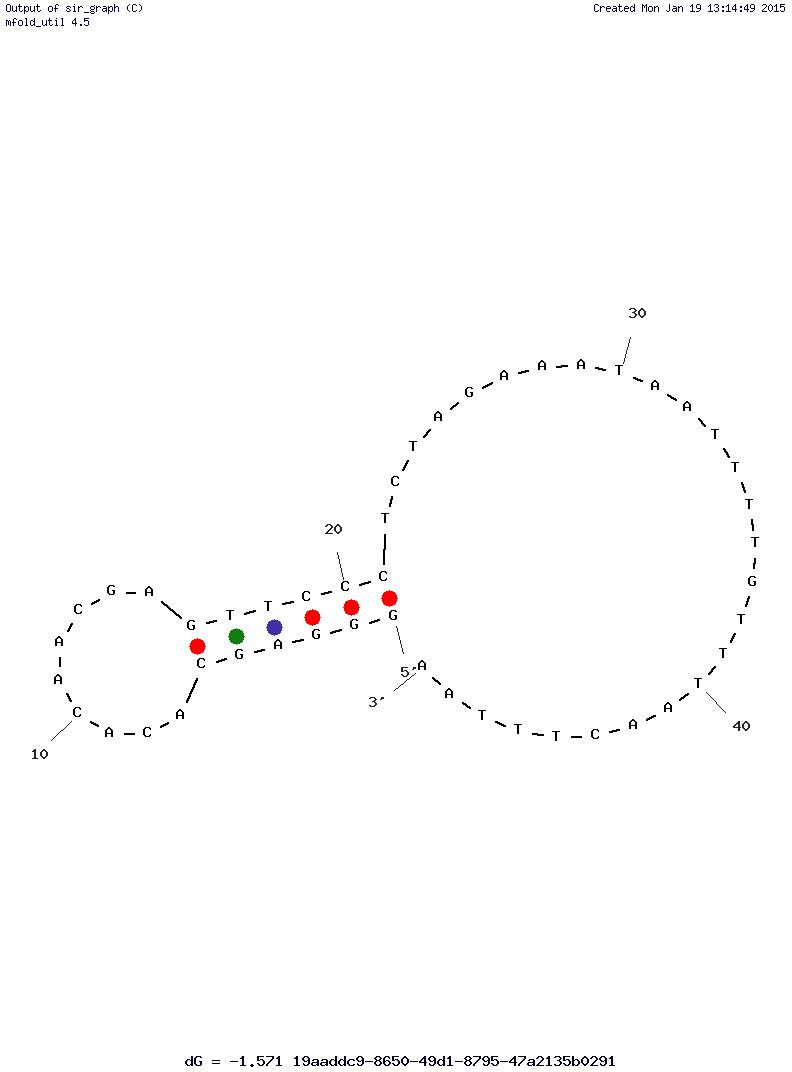 Output of sir_graph (C)
mfold_util 4.5
Created Mon Jan 19 13:14:49 2015
30
A A A T A
G A
A T
T T
C T
T T
20
C C C G
G A G T T T
C G
A G G G T
A G A
C 5'
A A T
3'
C A C A A A 40
T T T C A
10
dG = -1.571 19aaddc9-8650-49d1-8795-47a2135b0291